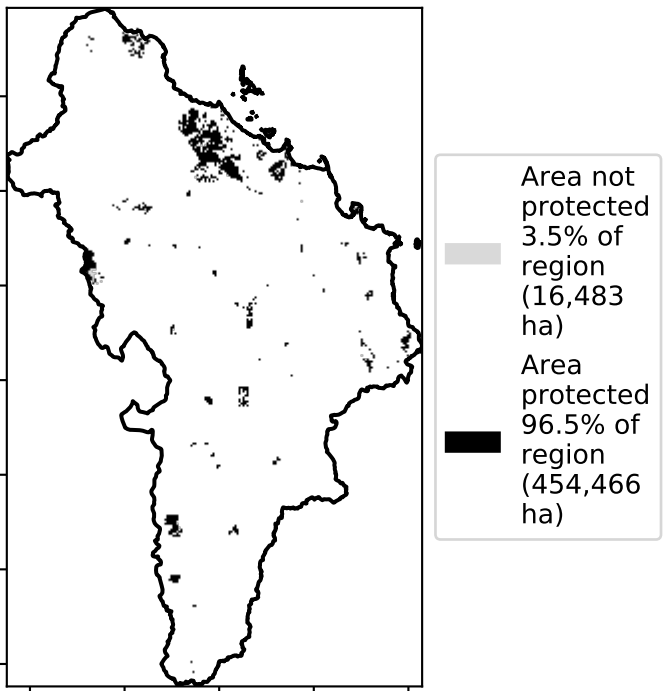 Area not
protected
3.5% of
region
(16,483
ha)
Area
protected
96.5% of
region
(454,466
ha)